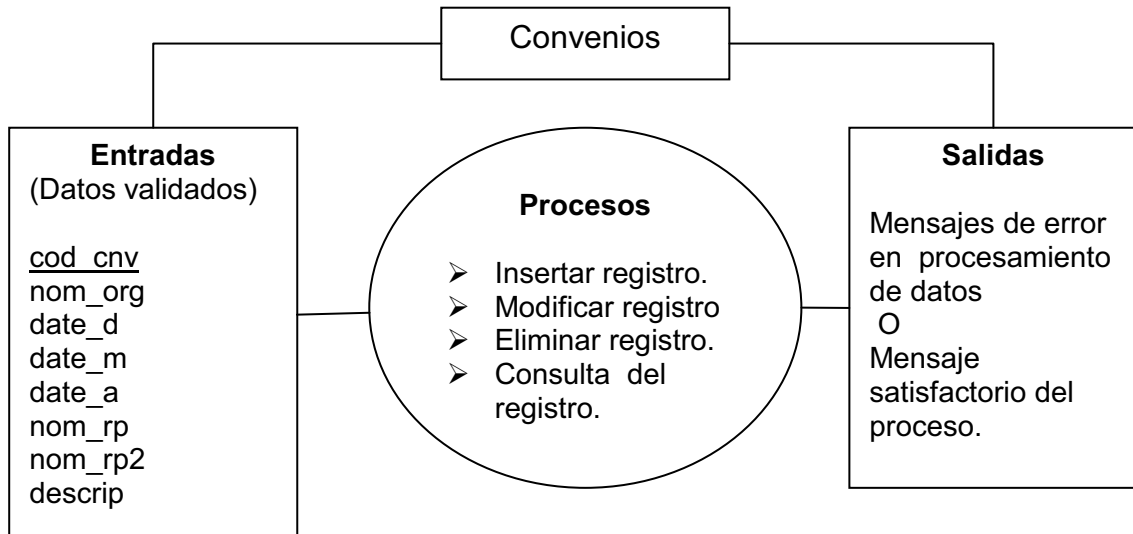 Convenios
Entradas
(Datos validados)
cod_cnv
nom_org
date_d
date_m
date_a
nom_rp
nom_rp2
descrip
Procesos
➢ Insertar registro.
➢ Modificar registro
➢ Eliminar registro.
➢ Consulta del
registro.
Salidas
Mensajes de error
en procesamiento
de datos
O
Mensaje
satisfactorio del
proceso.